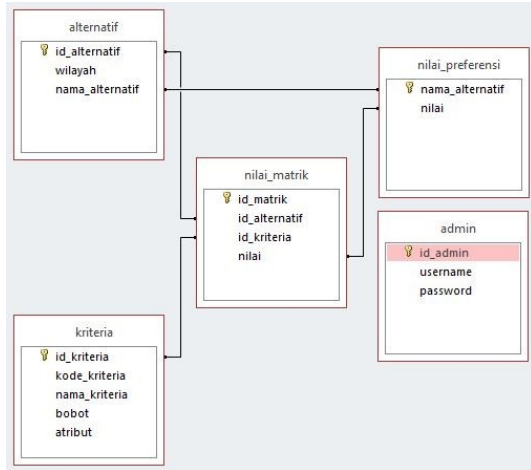 alternatif
id_alternatif
wilayah
nama_alternatif
nilai_preferensi
nama_alternatif
nilai
nilai_matrik
id_matrik
id_alternatif
id_kriteria
nilai
admin
id_admin
username
password
kriteria
id_kriteria
kode_kriteria
nama_kriteria
bobot
atribut